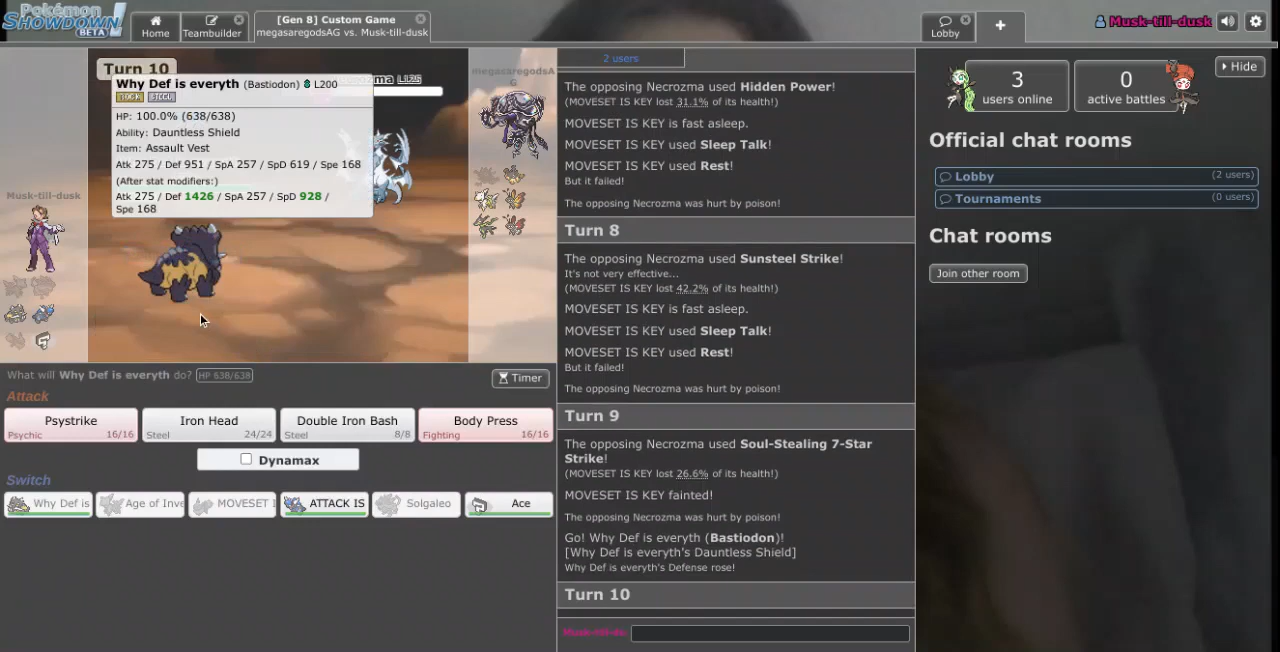 Pokémon
SHOWDOWN!
BETA
Home
Teambuilder
[Gen 8] Custom Game
megasaregodsAG vs. Musk-till-dusk
Lobby
+
Musk-till-dusk
Turn 10
Why Def is everyth (Bastiodon) L200
ROCK STEEL
HP: 100.0% (638/638)
Ability: Dauntless Shield
Item: Assault Vest
Atk 275 / Def 951 / SpA 257 / SpD 619 / Spe 168
(After stat modifiers:)
Atk 275 / Def 1426 / SpA 257 / SpD 928 /
Spe 168
megasaregodsA
G
Musk-till-dusk
What will Why Def is everyth do? HP 638/638
Timer
Attack
Psystrike
Psychic 16/16
Iron Head
Steel 24/24
Double Iron Bash
Steel 8/8
Body Press
Fighting 16/16
Dynamax
Switch
Why Def is
Age of Inve
MOVESET I
ATTACK IS
Solgaleo
Ace
2 users
The opposing Necrozma used Hidden Power!
(MOVESET IS KEY lost 31.1% of its health!)
MOVESET IS KEY is fast asleep.
MOVESET IS KEY used Sleep Talk!
MOVESET IS KEY used Rest!
But it failed!
The opposing Necrozma was hurt by poison!
Turn 8
The opposing Necrozma used Sunsteel Strike!
It's not very effective...
(MOVESET IS KEY lost 42.2% of its health!)
MOVESET IS KEY is fast asleep.
MOVESET IS KEY used Sleep Talk!
MOVESET IS KEY used Rest!
But it failed!
The opposing Necrozma was hurt by poison!
Turn 9
The opposing Necrozma used Soul-Stealing 7-Star
Strike!
(MOVESET IS KEY lost 26.6% of its health!)
MOVESET IS KEY fainted!
The opposing Necrozma was hurt by poison!
Go! Why Def is everyth (Bastiodon)!
[Why Def is everyth's Dauntless Shield]
Why Def is everyth's Defense rose!
Turn 10
Musk-till-du
3
users online
0
active battles
Hide
Official chat rooms
Lobby (2 users)
Tournaments (0 users)
Chat rooms
Join other room